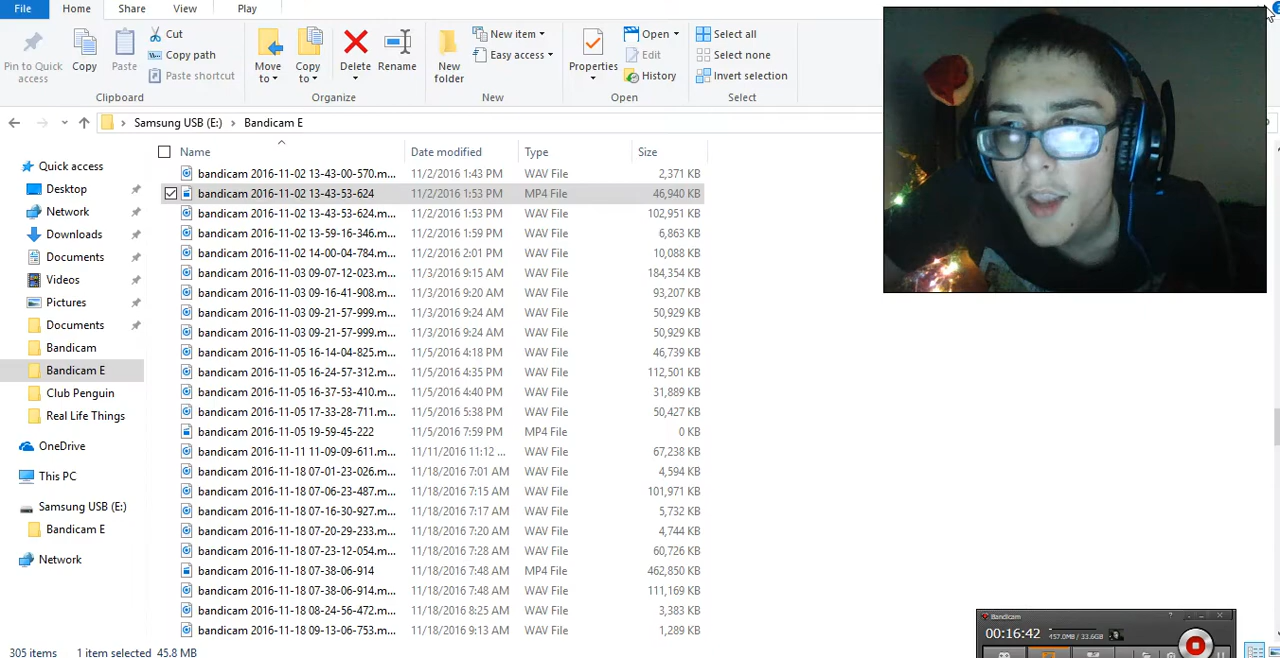 File Home Share View Play
Pin to Quick access
Copy
Paste
Cut
Copy path
Paste shortcut
Clipboard
Move to
Copy to
Delete
Rename
Organize
New folder
New item
Easy access
New
Properties
Open
Edit
History
Open
Select all
Select none
Invert selection
Select
Samsung USB (E:) > Bandicam E
Name Date modified Type Size
bandicam 2016-11-02 13-43-00-570.m... 11/2/2016 1:43 PM WAV File 2,371 KB
bandicam 2016-11-02 13-43-53-624 11/2/2016 1:53 PM MP4 File 46,940 KB
bandicam 2016-11-02 13-43-53-624.m... 11/2/2016 1:53 PM WAV File 102,951 KB
bandicam 2016-11-02 13-59-16-346.m... 11/2/2016 1:59 PM WAV File 6,863 KB
bandicam 2016-11-02 14-00-04-784.m... 11/2/2016 2:01 PM WAV File 10,088 KB
bandicam 2016-11-03 09-07-12-023.m... 11/3/2016 9:15 AM WAV File 184,354 KB
bandicam 2016-11-03 09-16-41-908.m... 11/3/2016 9:20 AM WAV File 93,207 KB
bandicam 2016-11-03 09-21-57-999.m... 11/3/2016 9:24 AM WAV File 50,929 KB
bandicam 2016-11-03 09-21-57-999.m... 11/3/2016 9:24 AM WAV File 50,929 KB
bandicam 2016-11-05 16-14-04-825.m... 11/5/2016 4:18 PM WAV File 46,739 KB
bandicam 2016-11-05 16-24-57-312.m... 11/5/2016 4:35 PM WAV File 112,501 KB
bandicam 2016-11-05 16-37-53-410.m... 11/5/2016 4:40 PM WAV File 31,889 KB
bandicam 2016-11-05 17-33-28-711.m... 11/5/2016 5:38 PM WAV File 50,427 KB
bandicam 2016-11-05 19-59-45-222 11/5/2016 7:59 PM MP4 File 0 KB
bandicam 2016-11-11 11-09-09-611.m... 11/11/2016 11:12 ... WAV File 67,238 KB
bandicam 2016-11-18 07-01-23-026.m... 11/18/2016 7:01 AM WAV File 4,594 KB
bandicam 2016-11-18 07-06-23-487.m... 11/18/2016 7:15 AM WAV File 101,971 KB
bandicam 2016-11-18 07-16-30-927.m... 11/18/2016 7:17 AM WAV File 5,732 KB
bandicam 2016-11-18 07-20-29-233.m... 11/18/2016 7:20 AM WAV File 4,744 KB
bandicam 2016-11-18 07-23-12-054.m... 11/18/2016 7:28 AM WAV File 60,726 KB
bandicam 2016-11-18 07-38-06-914 11/18/2016 7:48 AM MP4 File 462,850 KB
bandicam 2016-11-18 07-38-06-914.m... 11/18/2016 7:48 AM WAV File 111,169 KB
bandicam 2016-11-18 08-24-56-472.m... 11/18/2016 8:25 AM WAV File 3,383 KB
bandicam 2016-11-18 09-13-06-753.m... 11/18/2016 9:13 AM WAV File 1,289 KB
Quick access
Desktop
Network
Downloads
Documents
Videos
Pictures
Documents
Bandicam
Bandicam E
Club Penguin
Real Life Things
OneDrive
This PC
Samsung USB (E:)
Bandicam E
Network
Bandicam
00:16:42 457.0MB / 33.6GB
305 items 1 item selected 45.8 MB